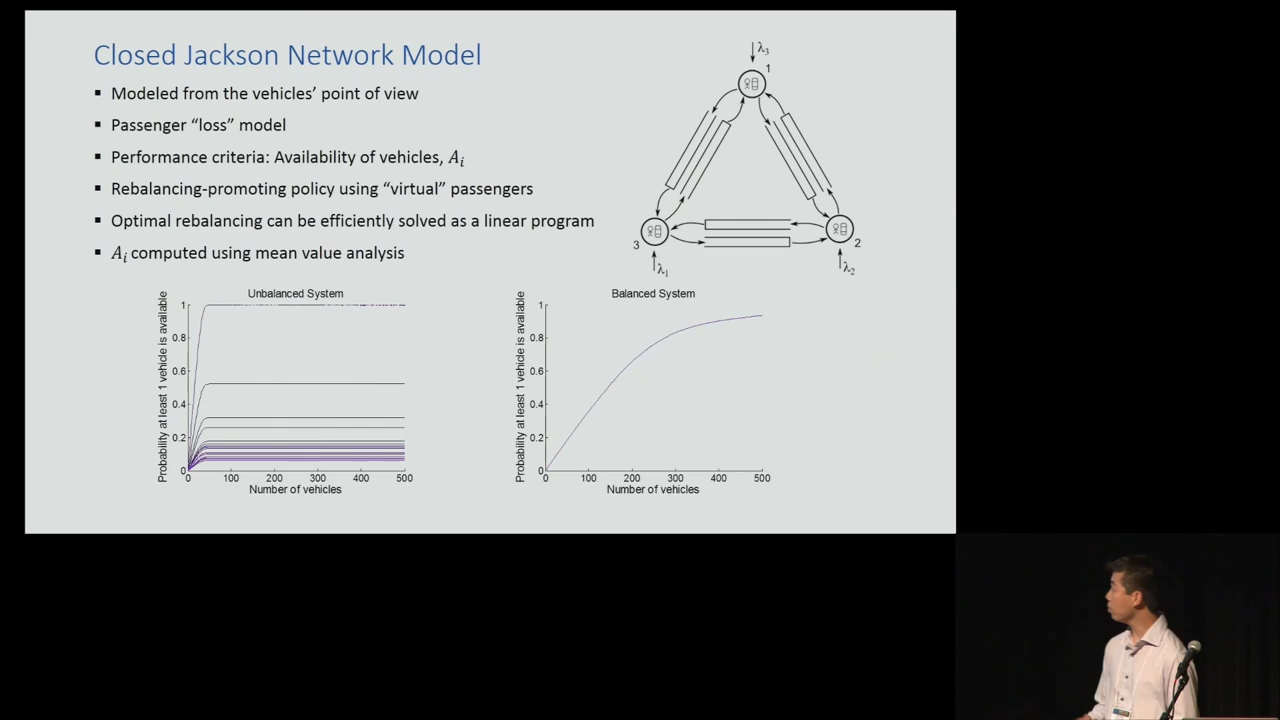 Closed Jackson Network Model
▪ Modeled from the vehicles' point of view
▪ Passenger “loss” model
▪ Performance criteria: Availability of vehicles, Aᵢ
▪ Rebalancing-promoting policy using “virtual” passengers
▪ Optimal rebalancing can be efficiently solved as a linear program
▪ Aᵢ computed using mean value analysis
λ₃
1
3
2
λ₁
λ₂
Unbalanced System
Probability at least 1 vehicle is available
1
0.8
0.6
0.4
0.2
0
0 100 200 300 400 500
Number of vehicles
Balanced System
Probability at least 1 vehicle is available
1
0.8
0.6
0.4
0.2
0
0 100 200 300 400 500
Number of vehicles